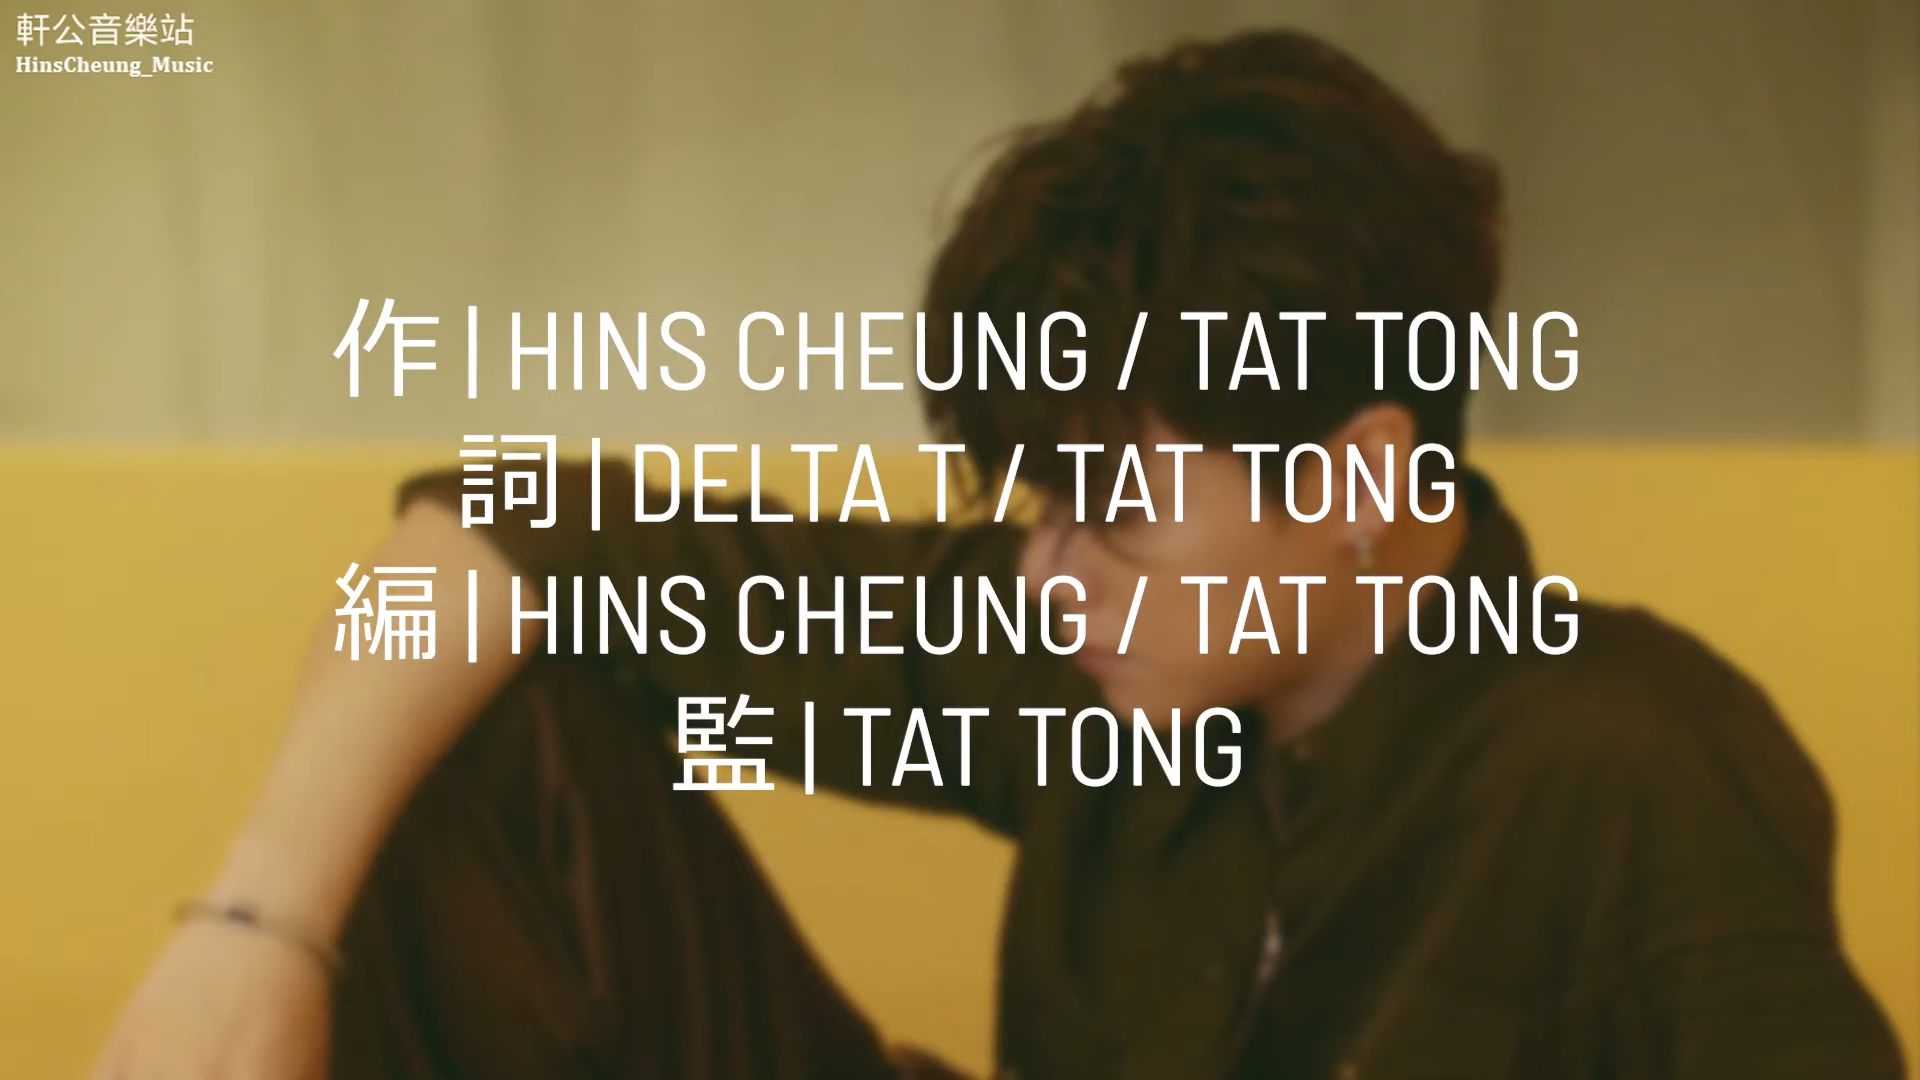 軒公音樂站
HinsCheung_Music
作 | HINS CHEUNG / TAT TONG
詞 | DELTA T / TAT TONG
編 | HINS CHEUNG / TAT TONG
監 | TAT TONG